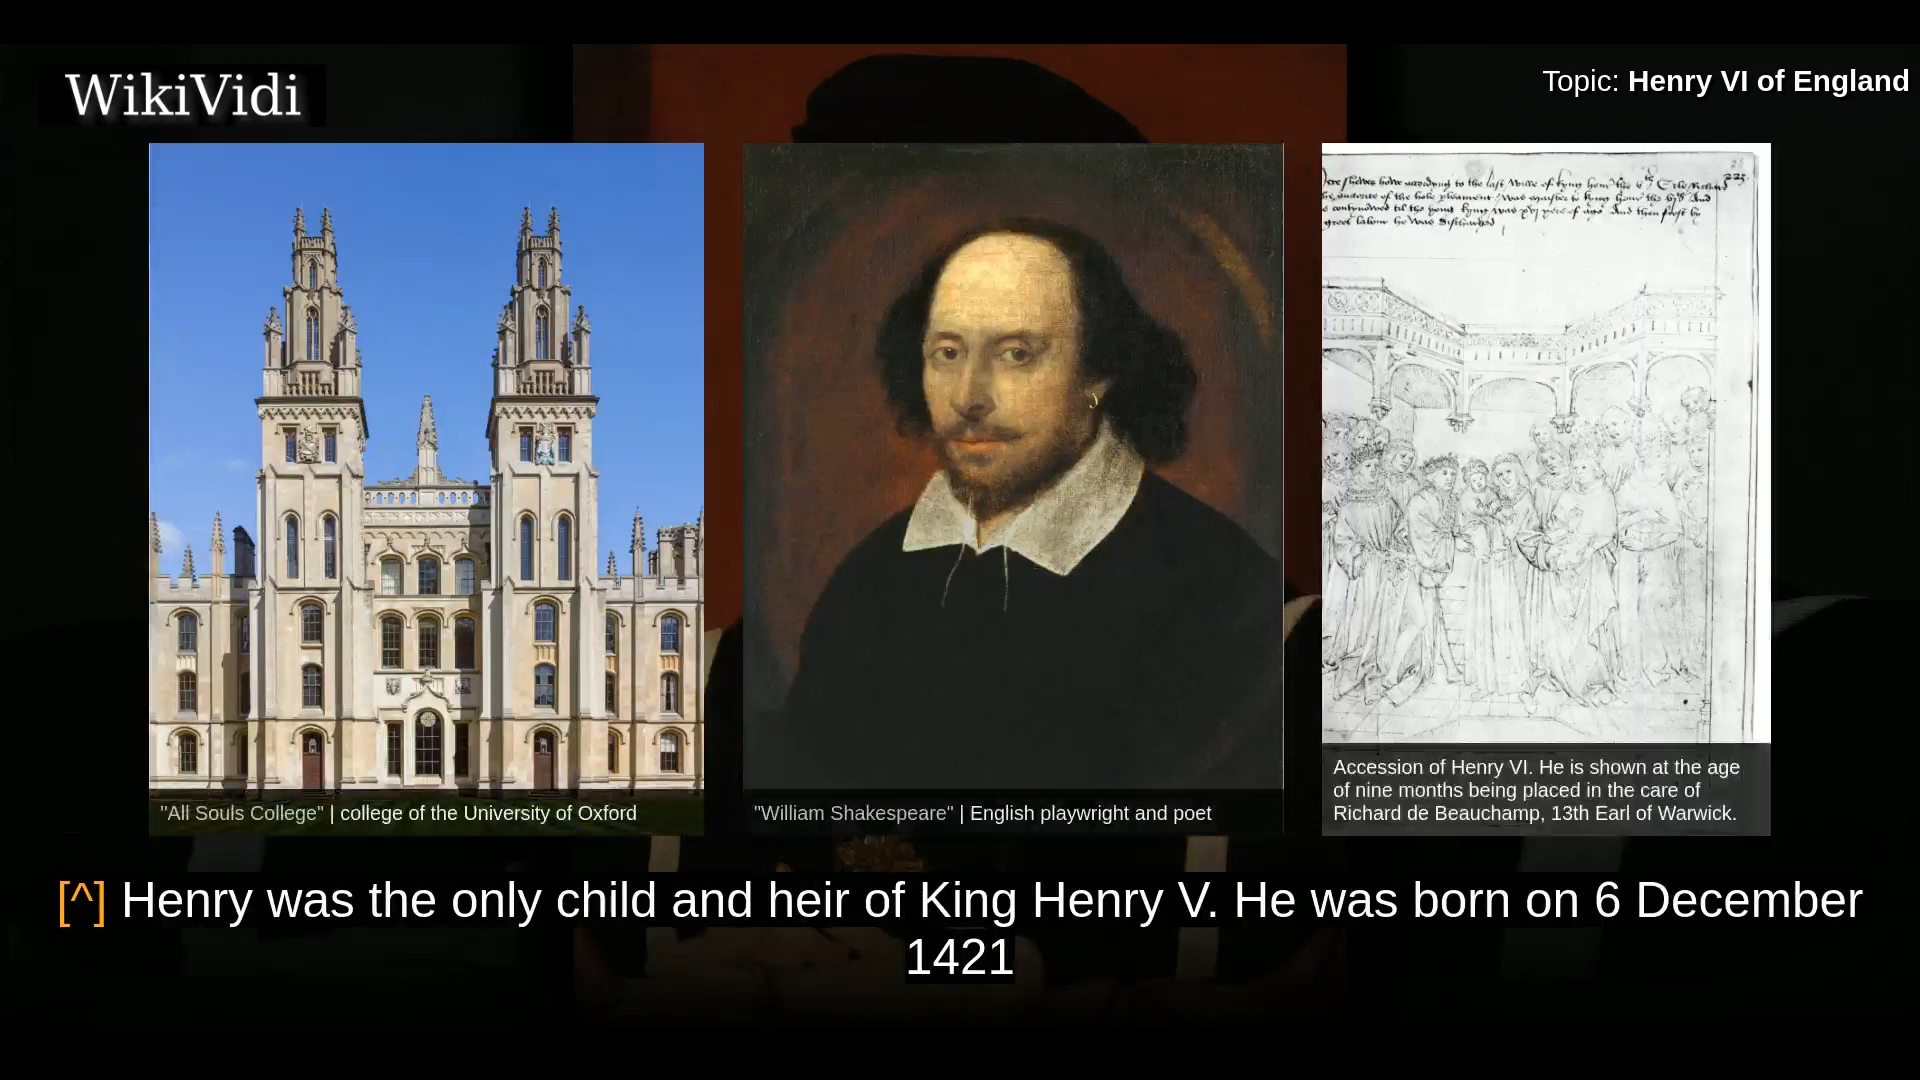 WikiVidi
Topic: Henry VI of England
"All Souls College" | college of the University of Oxford
"William Shakespeare" | English playwright and poet
Accession of Henry VI. He is shown at the age
of nine months being placed in the care of
Richard de Beauchamp, 13th Earl of Warwick.
[^] Henry was the only child and heir of King Henry V. He was born on 6 December
1421